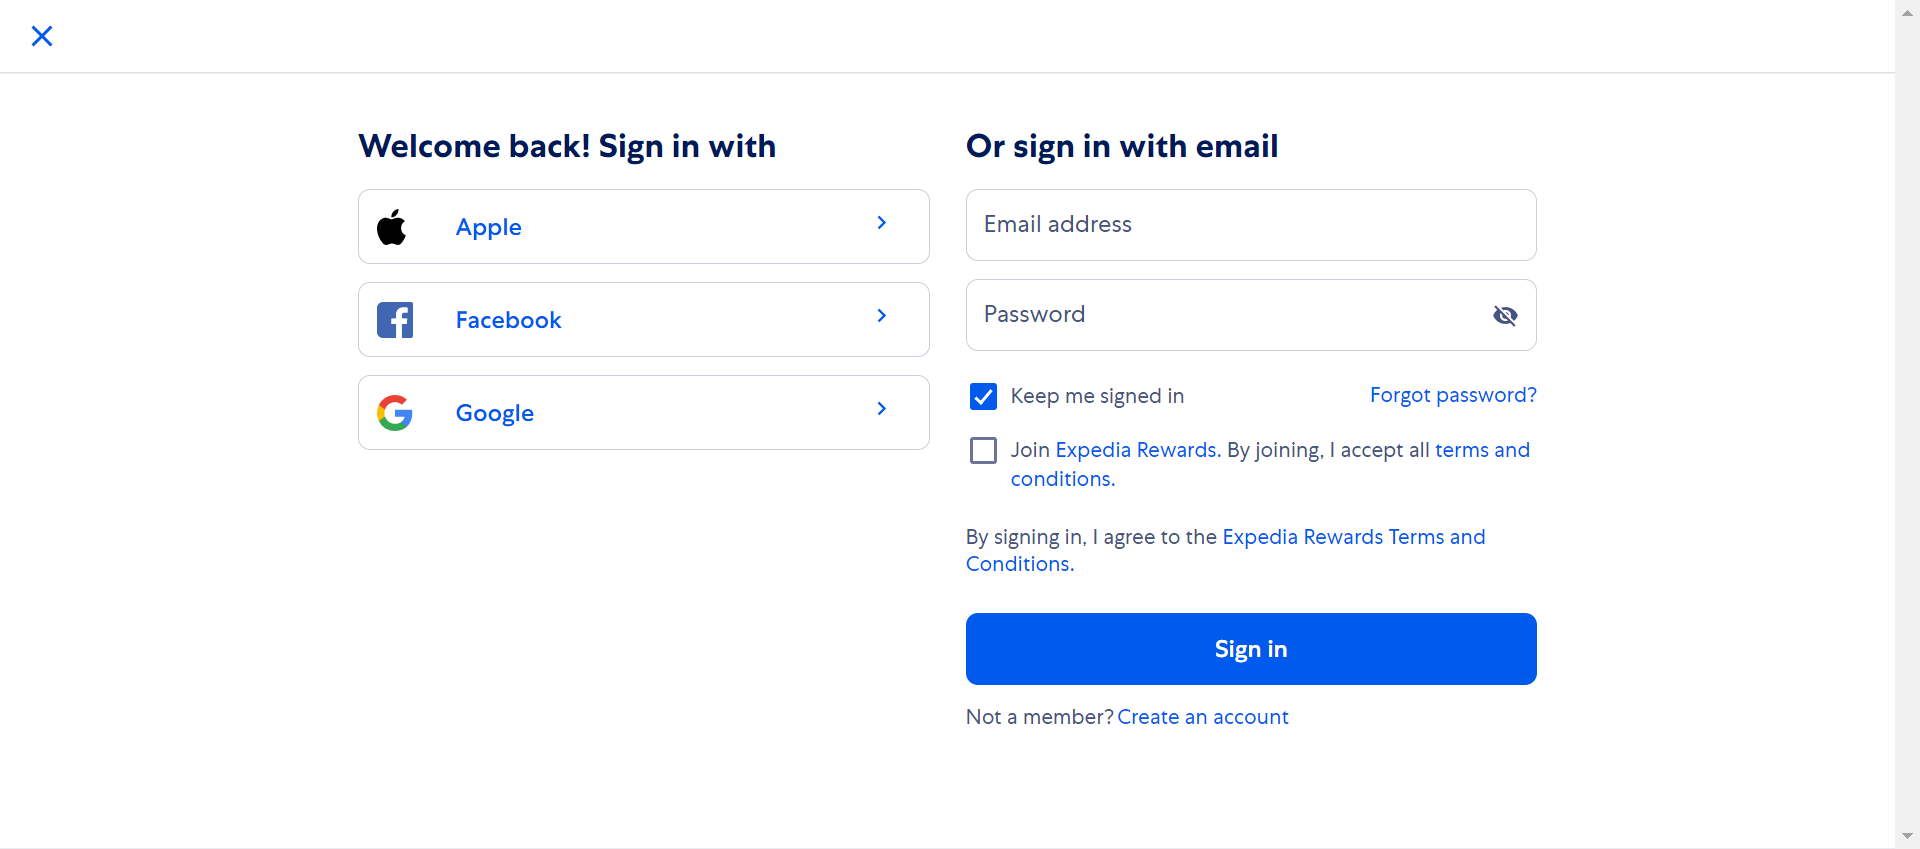 Welcome back! Sign in with
Apple
Facebook
Google
Or sign in with email
Email address
Password
Keep me signed in
Forgot password?
Join Expedia Rewards. By joining, I accept all terms and
conditions.
By signing in, I agree to the Expedia Rewards Terms and
Conditions.
Sign in
Not a member? Create an account